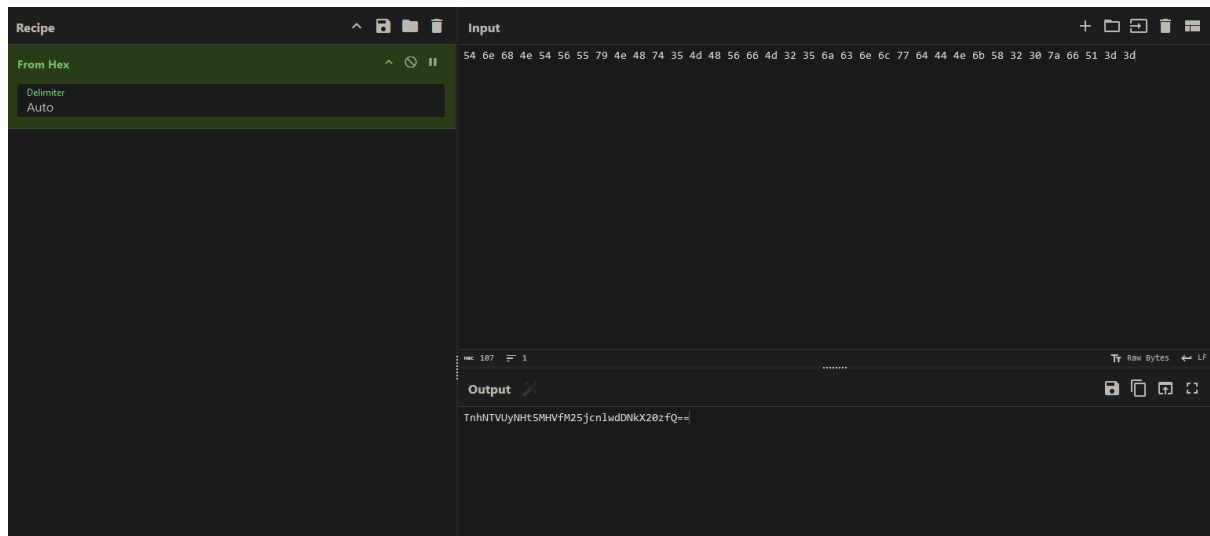 Recipe
From Hex
Delimiter
Auto
Input
54 6e 68 4e 54 56 55 79 4e 48 74 35 4d 48 56 66 4d 32 35 6a 63 6e 6c 77 64 44 4e 6b 58 32 30 7a 66 51 3d 3d
REC 107 1
Tт Raw Bytes LF
Output
TnhNTVUyNHt5MHVfM25jcnlwdDNkX20zfQ==